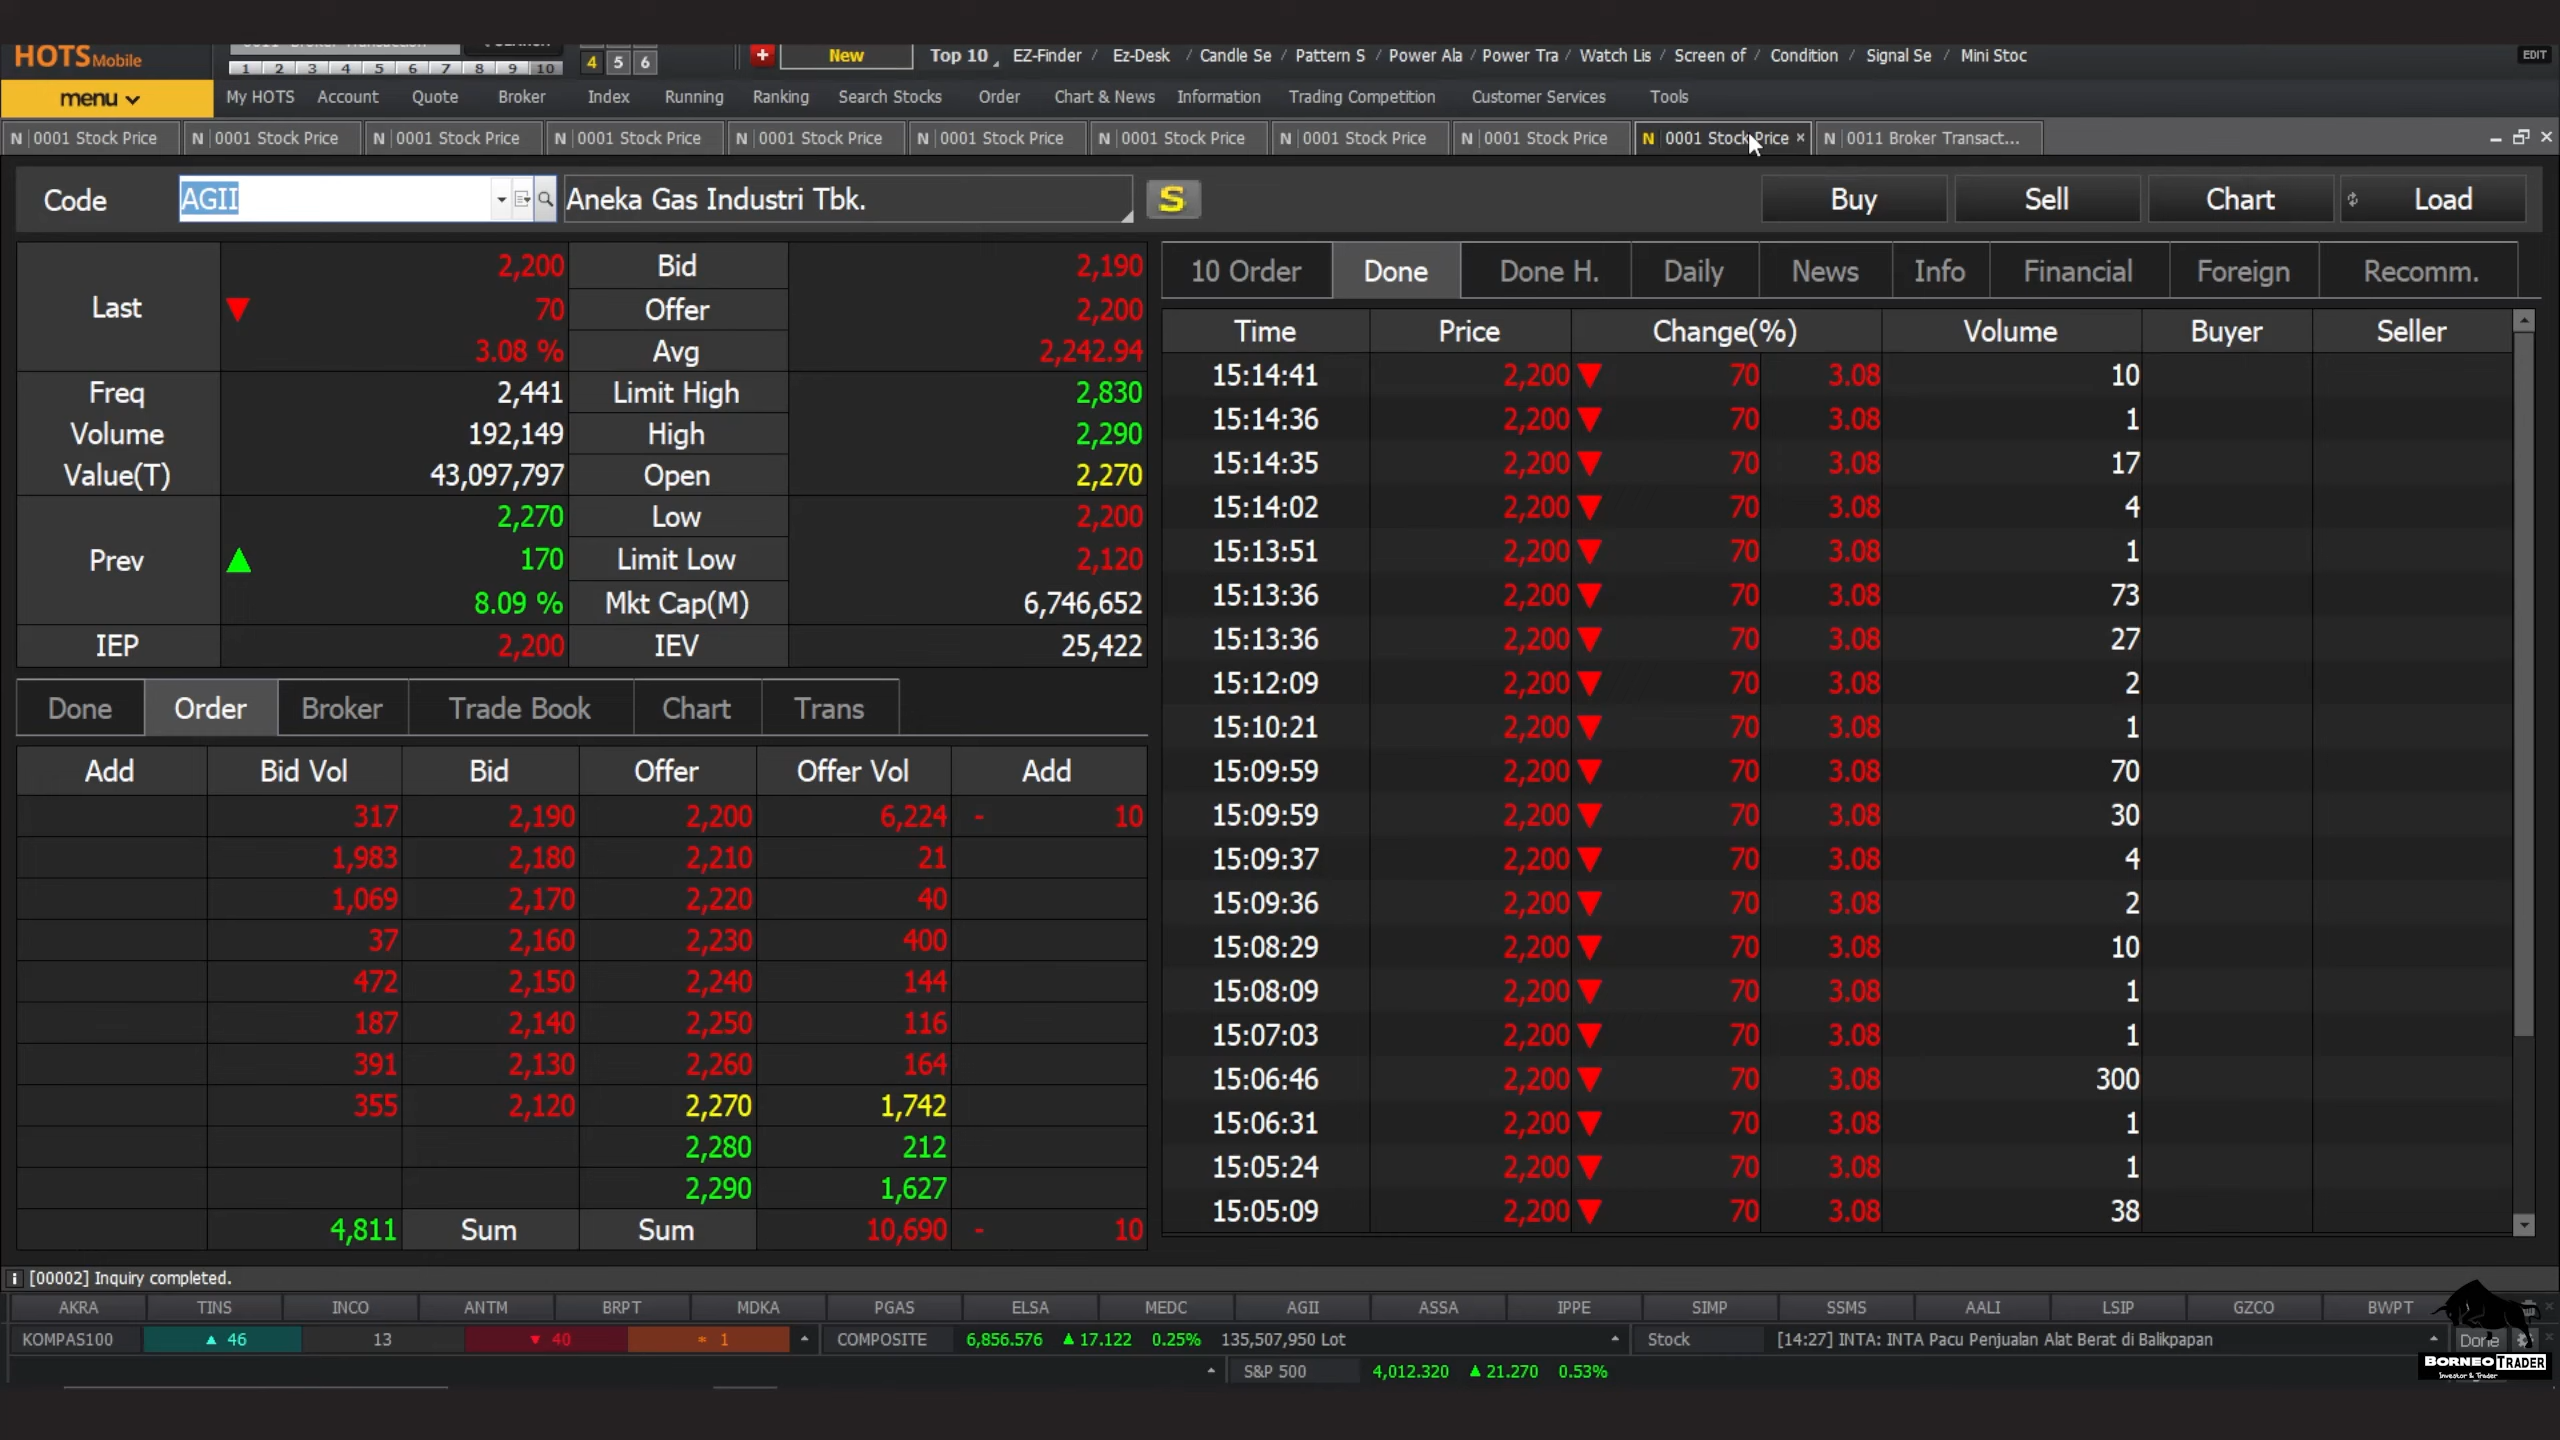 HOTS Mobile
1 2 3 4 5 6 7 8 9 10 4 5 6
New Top 10 EZ-Finder / Ez-Desk / Candle Se / Pattern S / Power Ala / Power Tra / Watch Lis / Screen of / Condition / Signal Se / Mini Stoc EDIT
menu My HOTS Account Quote Broker Index Running Ranking Search Stocks Order Chart & News Information Trading Competition Customer Services Tools
N 0001 Stock Price N 0001 Stock Price N 0001 Stock Price N 0001 Stock Price N 0001 Stock Price N 0001 Stock Price N 0001 Stock Price N 0001 Stock Price N 0001 Stock Price N 0001 Stock Price × N 0011 Broker Transact...
Code AGII Aneka Gas Industri Tbk. S Buy Sell Chart Load
Last 2,200 Bid 2,190
▼ 70 Offer 2,200
3.08 % Avg 2,242.94
Freq 2,441 Limit High 2,830
Volume 192,149 High 2,290
Value(T) 43,097,797 Open 2,270
Prev 2,270 Low 2,200
▲ 170 Limit Low 2,120
8.09 % Mkt Cap(M) 6,746,652
IEP 2,200 IEV 25,422
Done Order Broker Trade Book Chart Trans
Add Bid Vol Bid Offer Offer Vol Add
317 2,190 2,200 6,224 - 10
1,983 2,180 2,210 21
1,069 2,170 2,220 40
37 2,160 2,230 400
472 2,150 2,240 144
187 2,140 2,250 116
391 2,130 2,260 164
355 2,120 2,270 1,742
2,280 212
2,290 1,627
4,811 Sum Sum 10,690 - 10
10 Order Done Done H. Daily News Info Financial Foreign Recomm.
Time Price Change(%) Volume Buyer Seller
15:14:41 2,200 ▼ 70 3.08 10
15:14:36 2,200 ▼ 70 3.08 1
15:14:35 2,200 ▼ 70 3.08 17
15:14:02 2,200 ▼ 70 3.08 4
15:13:51 2,200 ▼ 70 3.08 1
15:13:36 2,200 ▼ 70 3.08 73
15:13:36 2,200 ▼ 70 3.08 27
15:12:09 2,200 ▼ 70 3.08 2
15:10:21 2,200 ▼ 70 3.08 1
15:09:59 2,200 ▼ 70 3.08 70
15:09:59 2,200 ▼ 70 3.08 30
15:09:37 2,200 ▼ 70 3.08 4
15:09:36 2,200 ▼ 70 3.08 2
15:08:29 2,200 ▼ 70 3.08 10
15:08:09 2,200 ▼ 70 3.08 1
15:07:03 2,200 ▼ 70 3.08 1
15:06:46 2,200 ▼ 70 3.08 300
15:06:31 2,200 ▼ 70 3.08 1
15:05:24 2,200 ▼ 70 3.08 1
15:05:09 2,200 ▼ 70 3.08 38
[00002] Inquiry completed.
AKRA TINS INCO ANTM BRPT MDKA PGAS ELSA MEDC AGII ASSA IPPE SIMP SSMS AALI LSIP GZCO BWPT
KOMPAS100 ▲ 46 13 ▼ 40 * 1 COMPOSITE 6,856.576 ▲ 17.122 0.25% 135,507,950 Lot Stock [14:27] INTA: INTA Pacu Penjualan Alat Berat di Balikpapan Done
S&P 500 4,012.320 ▲ 21.270 0.53%
BORNEO TRADER
Investor & Trader